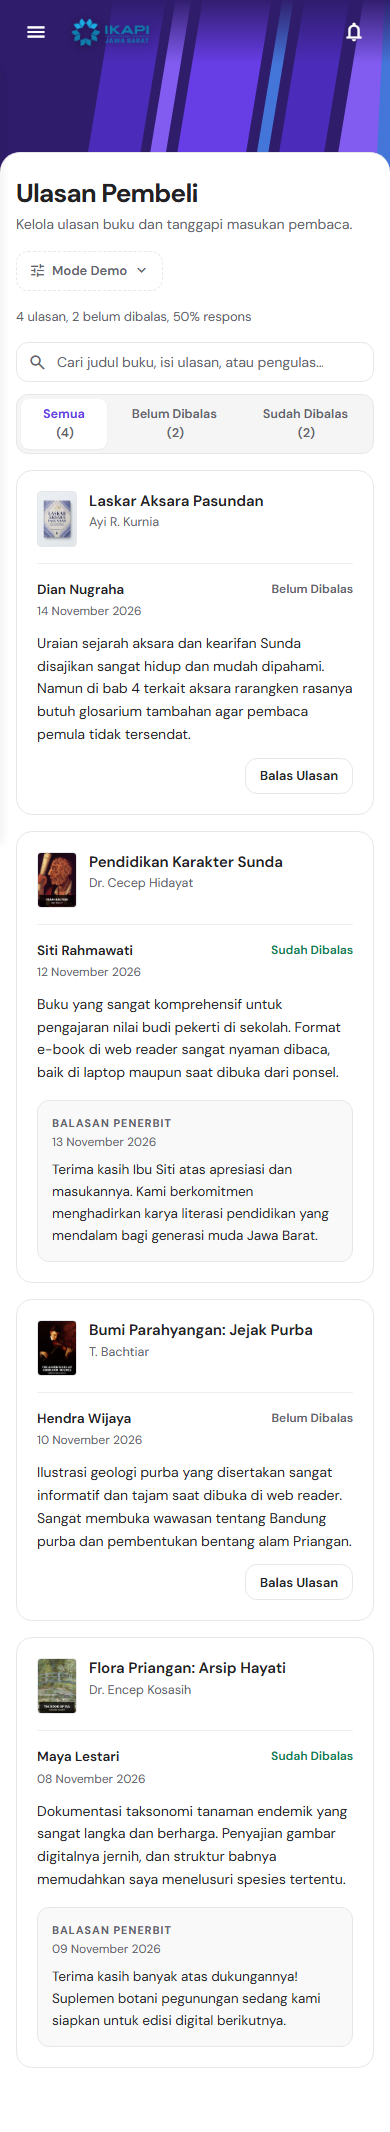 IKAPI
JAWA BARAT
Ulasan Pembeli
Kelola ulasan buku dan tanggapi masukan pembaca.
Mode Demo
4 ulasan, 2 belum dibalas, 50% respons
Cari judul buku, isi ulasan, atau pengulas...
Semua
(4)
Belum Dibalas
(2)
Sudah Dibalas
(2)
LASKAR
AKSARA
PASUNDAN
Laskar Aksara Pasundan
Ayi R. Kurnia
Dian Nugraha
Belum Dibalas
14 November 2026
Uraian sejarah aksara dan kearifan Sunda
disajikan sangat hidup dan mudah dipahami.
Namun di bab 4 terkait aksara rarangken rasanya
butuh glosarium tambahan agar pembaca
pemula tidak tersendat.
Balas Ulasan
Pendidikan Karakter Sunda
Dr. Cecep Hidayat
Siti Rahmawati
Sudah Dibalas
12 November 2026
Buku yang sangat komprehensif untuk
pengajaran nilai budi pekerti di sekolah. Format
e-book di web reader sangat nyaman dibaca,
baik di laptop maupun saat dibuka dari ponsel.
BALASAN PENERBIT
13 November 2026
Terima kasih Ibu Siti atas apresiasi dan
masukannya. Kami berkomitmen
menghadirkan karya literasi pendidikan yang
mendalam bagi generasi muda Jawa Barat.
Bumi Parahyangan: Jejak Purba
T. Bachtiar
Hendra Wijaya
Belum Dibalas
10 November 2026
Ilustrasi geologi purba yang disertakan sangat
informatif dan tajam saat dibuka di web reader.
Sangat membuka wawasan tentang Bandung
purba dan pembentukan bentang alam Priangan.
Balas Ulasan
Flora Priangan: Arsip Hayati
Dr. Encep Kosasih
Maya Lestari
Sudah Dibalas
08 November 2026
Dokumentasi taksonomi tanaman endemik yang
sangat langka dan berharga. Penyajian gambar
digitalnya jernih, dan struktur babnya
memudahkan saya menelusuri spesies tertentu.
BALASAN PENERBIT
09 November 2026
Terima kasih banyak atas dukungannya!
Suplemen botani pegunungan sedang kami
siapkan untuk edisi digital berikutnya.